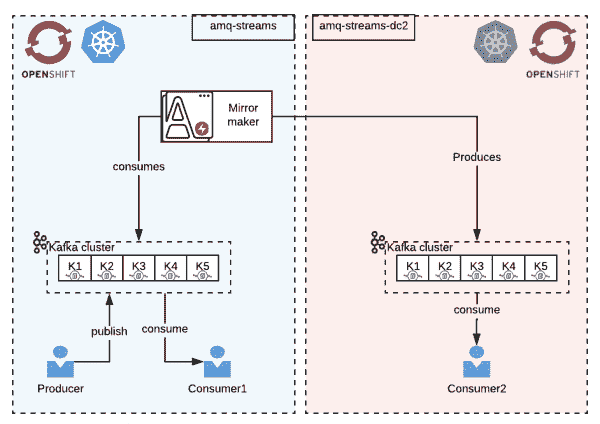 amq-streams
amq-streams-dc2
OPENSHIFT
OPENSHIFT
Mirror
maker
consumes
Produces
Kafka cluster
K1 K2 K3 K4 K5
Kafka cluster
K1 K2 K3 K4 K5
publish
consume
consume
Producer
Consumer1
Consumer2